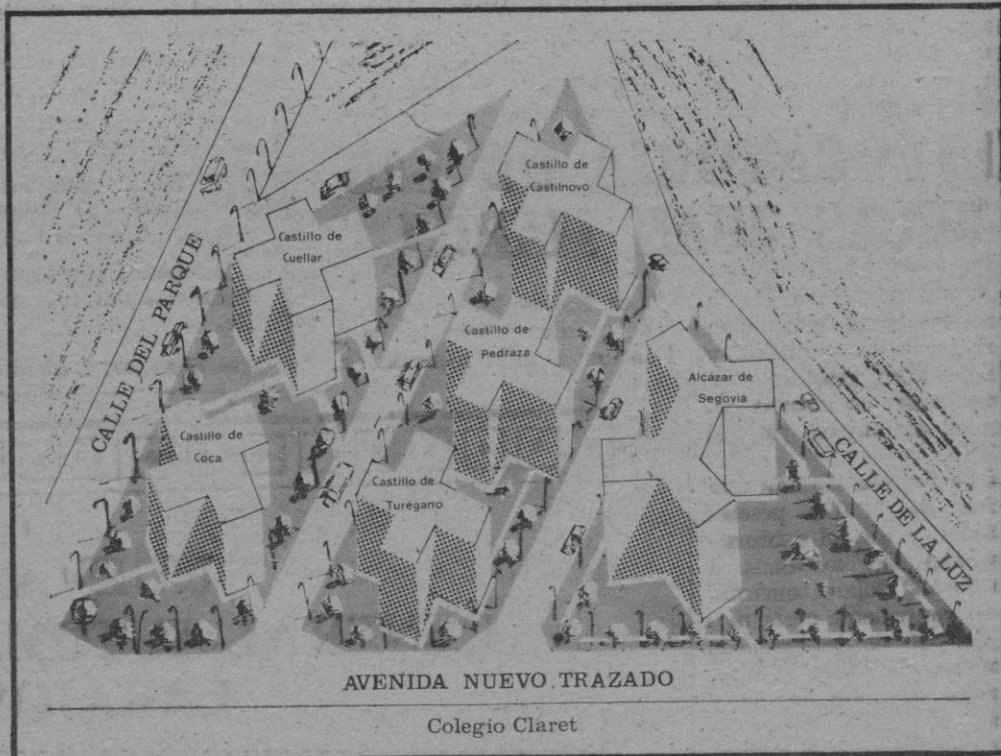 Castillo de
Castilnovo
Castillo de
Cuellar
CALLE DEL PARQUE
Castillo de
Pedraza
Alcázar de
Segovia
Castillo de
Coca
Castillo de
Turégano
CALLE DE LA LUZ
AVENIDA NUEVO TRAZADO
Colegio Claret